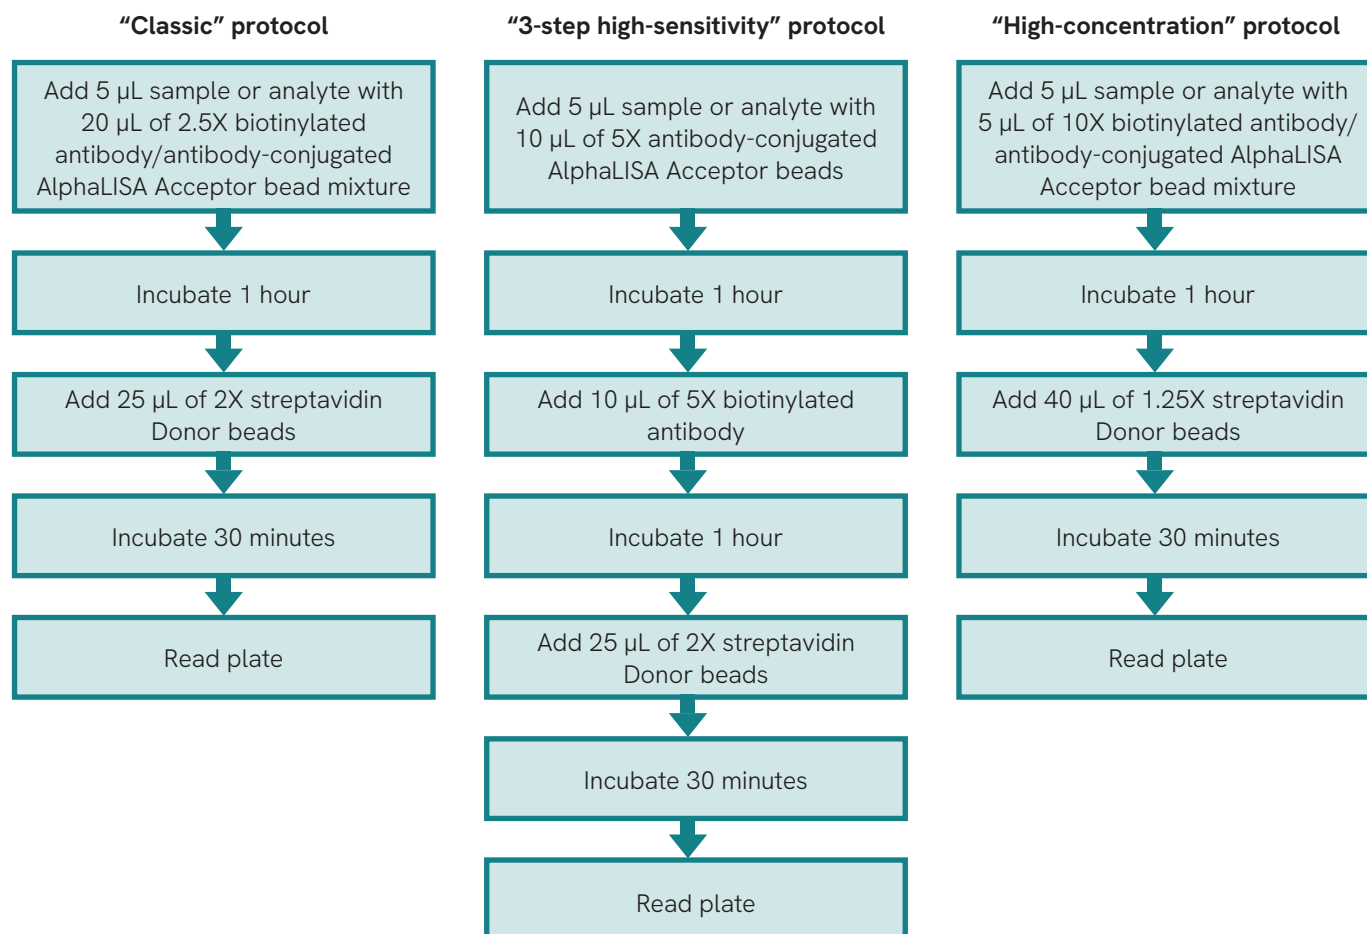 “Classic” protocol
Add 5 µL sample or analyte with
20 µL of 2.5X biotinylated
antibody/antibody-conjugated
AlphaLISA Acceptor bead mixture
Incubate 1 hour
Add 25 µL of 2X streptavidin
Donor beads
Incubate 30 minutes
Read plate
“3-step high-sensitivity” protocol
Add 5 µL sample or analyte with
10 µL of 5X antibody-conjugated
AlphaLISA Acceptor beads
Incubate 1 hour
Add 10 µL of 5X biotinylated
antibody
Incubate 1 hour
Add 25 µL of 2X streptavidin
Donor beads
Incubate 30 minutes
Read plate
“High-concentration” protocol
Add 5 µL sample or analyte with
5 µL of 10X biotinylated antibody/
antibody-conjugated AlphaLISA
Acceptor bead mixture
Incubate 1 hour
Add 40 µL of 1.25X streptavidin
Donor beads
Incubate 30 minutes
Read plate